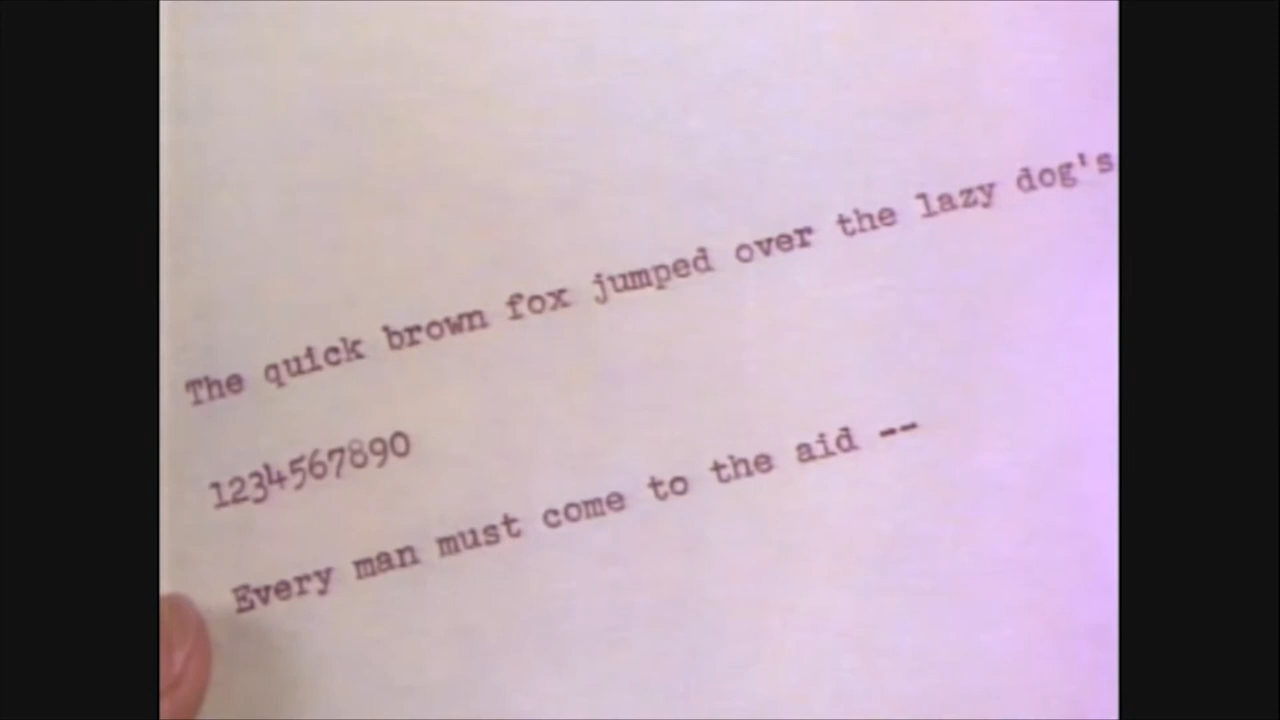 The quick brown fox jumped over the lazy dog's
1234567890
Every man must come to the aid --